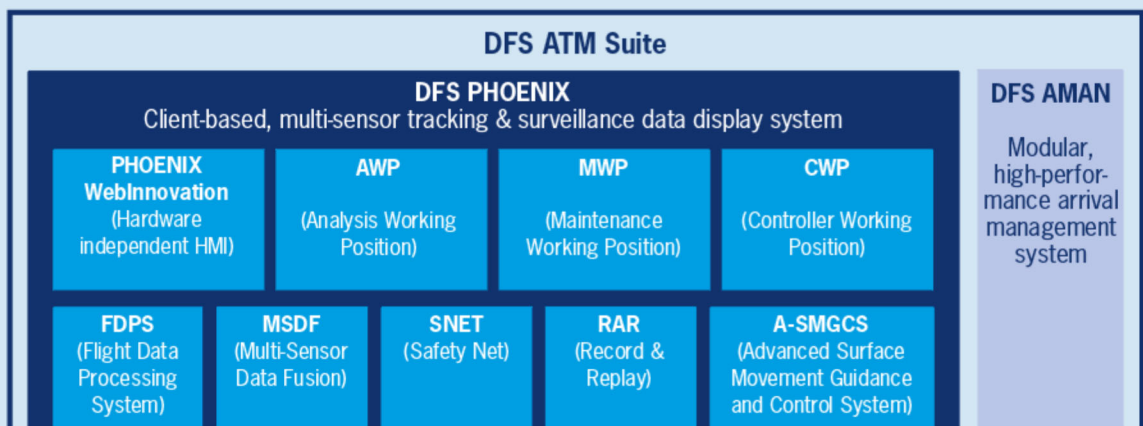 DFS ATM Suite
DFS PHOENIX
Client-based, multi-sensor tracking & surveillance data display system
PHOENIX
WebInnovation
(Hardware
independent HMI)
AWP
(Analysis Working
Position)
MWP
(Maintenance
Working Position)
CWP
(Controller Working
Position)
FDPS
(Flight Data
Processing
System)
MSDF
(Multi-Sensor
Data Fusion)
SNET
(Safety Net)
RAR
(Record &
Replay)
A-SMGCS
(Advanced Surface
Movement Guidance
and Control System)
DFS AMAN
Modular,
high-perfor-
mance arrival
management
system